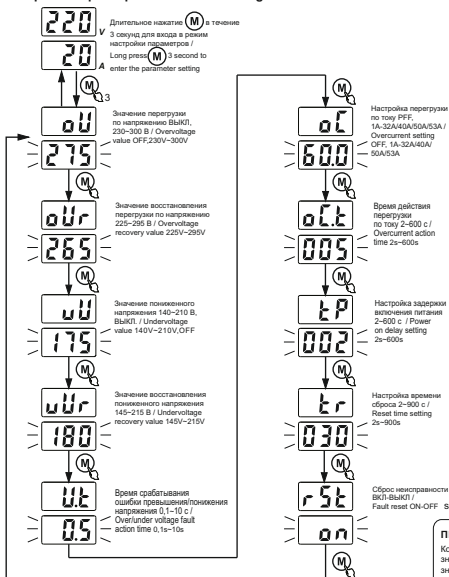 220 V
20 A
Длительное нажатие M в течение
3 секунд для входа в режим
настройки параметров /
Long press M 3 second to
enter the parameter setting
M
3
oU
275
Значение перегрузки
по напряжению ВЫКЛ,
230~300 В / Overvoltage
value OFF,230V~300V
M
oUr
265
Значение восстановления
перегрузки по напряжению
225~295 В / Overvoltage
recovery value 225V~295V
M
uU
175
Значение пониженного
напряжения 140~210 В,
ВЫКЛ. / Undervoltage
value 140V~210V,OFF
M
uUr
180
Значение восстановления
пониженного напряжения
145~215 В / Undervoltage
recovery value 145V~215V
M
U.t
0.5
Время срабатывания
ошибки превышения/понижения
напряжения 0,1~10 с /
Over/under voltage fault
action time 0,1s~10s
M
oC
60.0
Настройка перегрузки
по току PFF,
1А-32А/40А/50А/53А /
Overcurrent setting
OFF, 1A-32A/40A/
50A/53A
M
oC.t
005
Время действия
перегрузки
по току 2~600 с /
Overcurrent action
time 2s~600s
M
tP
002
Настройка задержки
включения питания
2~600 с / Power
on delay setting
2s~600s
M
tr
030
Настройка времени
сброса 2~900 с /
Reset time setting
2s~900s
M
rSt
on
Сброс неисправности
ВКЛ-ВЫКЛ /
Fault reset ON-OFF S
M